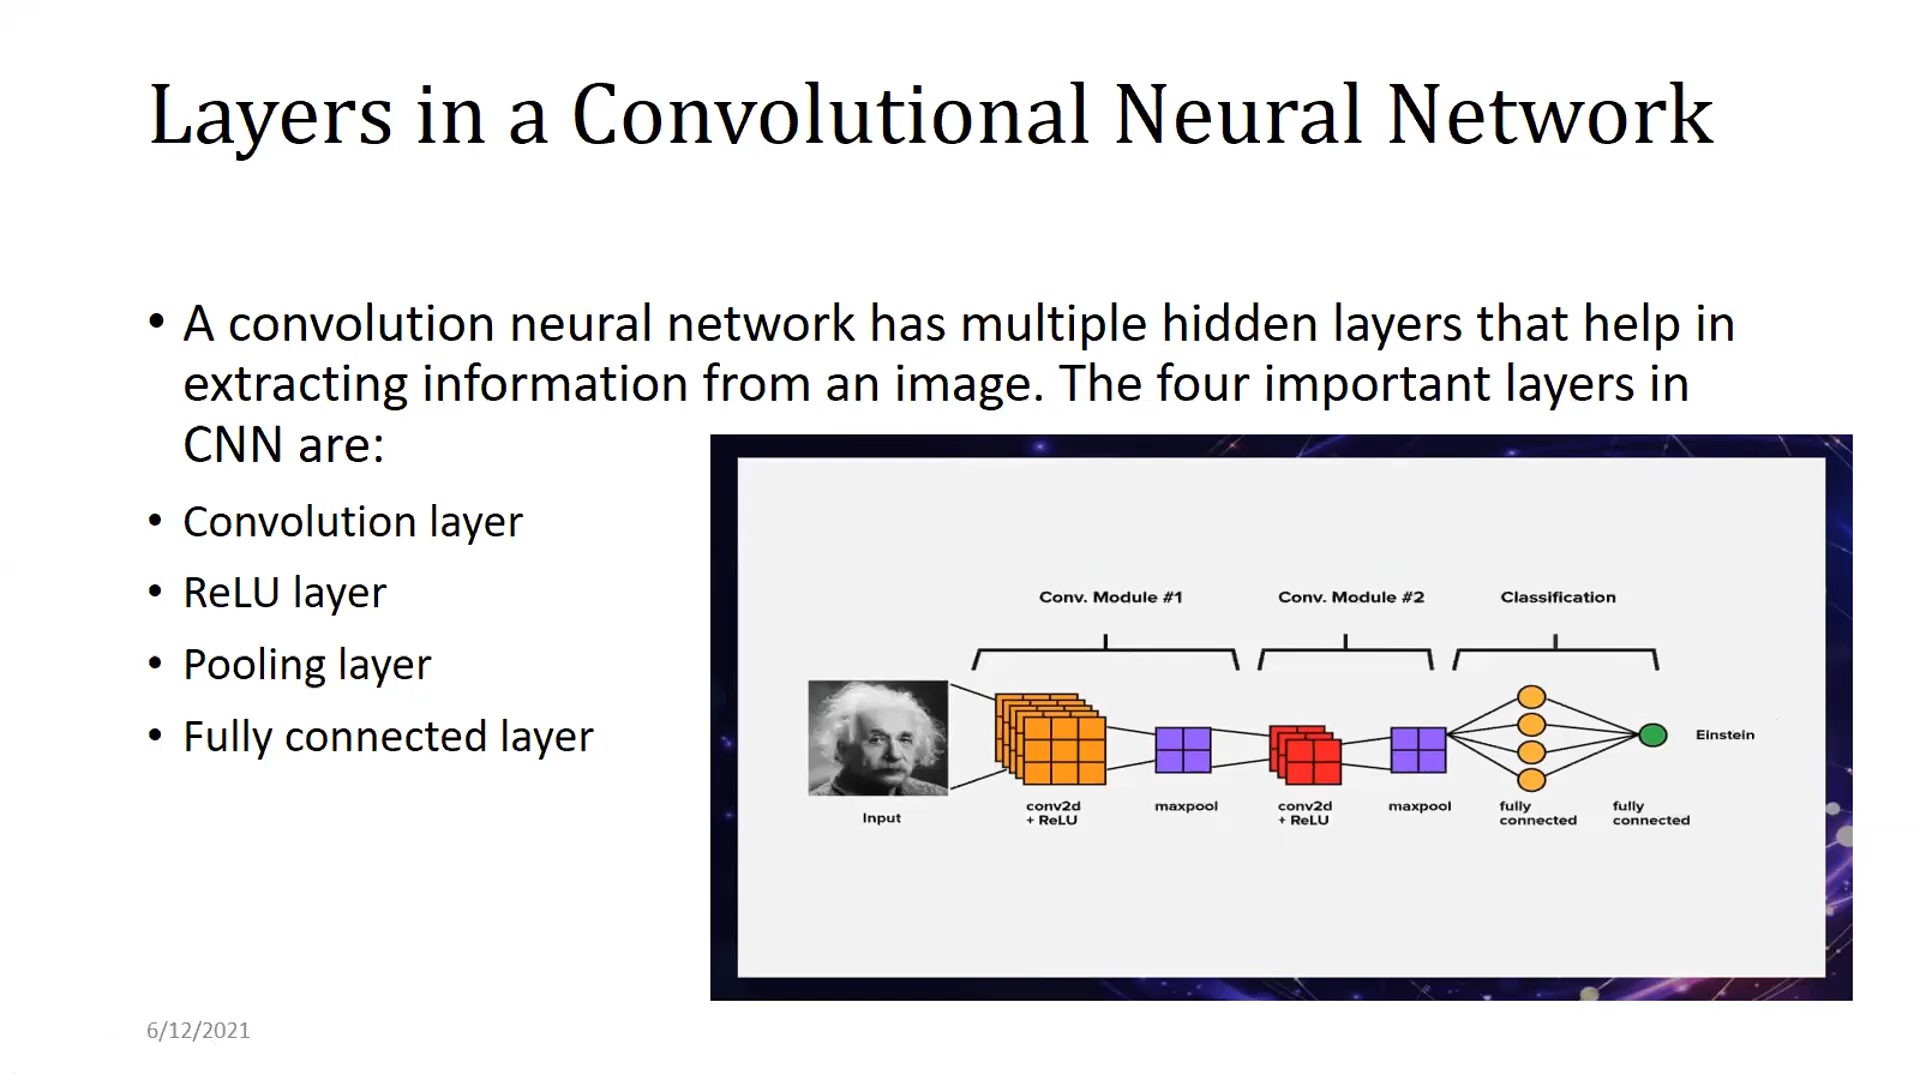 Layers in a Convolutional Neural Network
• A convolution neural network has multiple hidden layers that help in
extracting information from an image. The four important layers in
CNN are:
• Convolution layer
• ReLU layer
• Pooling layer
• Fully connected layer
Conv. Module #1
Conv. Module #2
Classification
Einstein
Input
conv2d
+ ReLU
maxpool
conv2d
+ ReLU
maxpool
fully
connected
fully
connected
6/12/2021